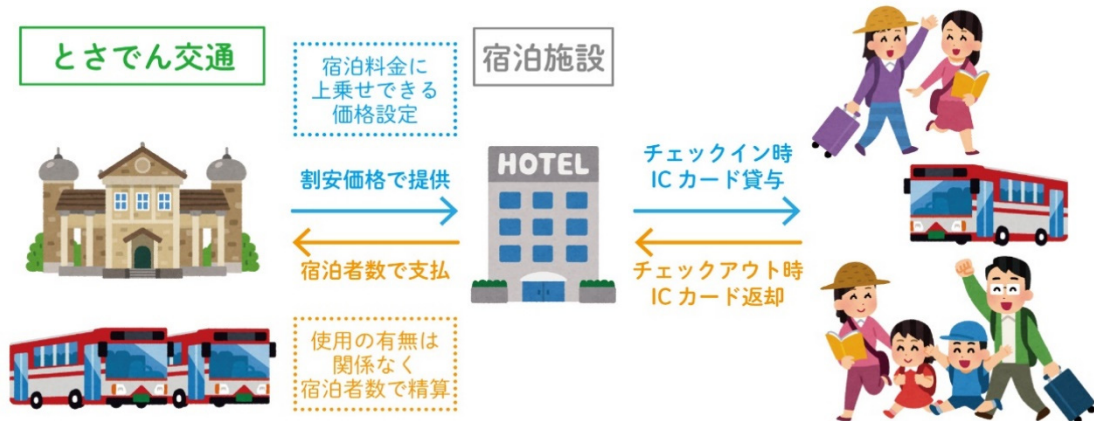 とさでん交通
宿泊料金に
上乗せできる
価格設定
宿泊施設
割安価格で提供
宿泊者数で支払
HOTEL
チェックイン時
ICカード貸与
チェックアウト時
ICカード返却
使用の有無は
関係なく
宿泊者数で精算